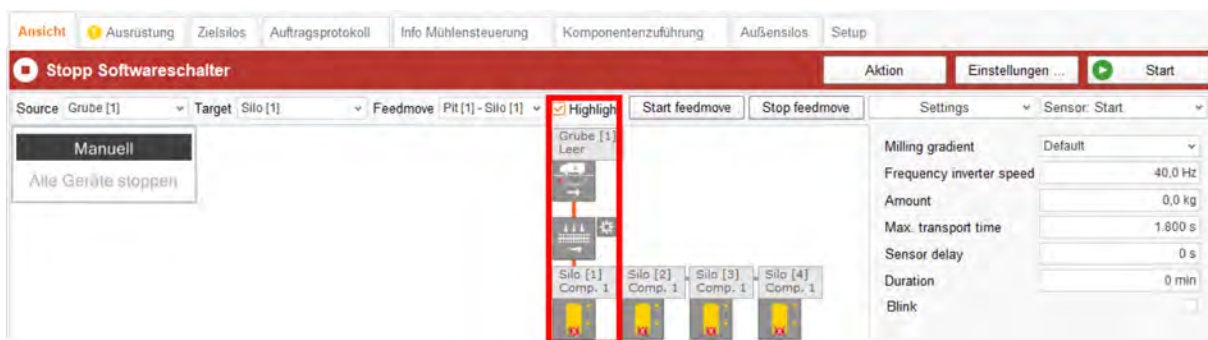 Ansicht Ausrüstung Zielsilos Auftragsprotokoll Info Mühlensteuerung Komponentenzuführung Außensilos Setup
Stopp Softwareschalter Aktion Einstellungen ... Start
Source Grube [1] Target Silo [1] Feedmove Pit [1] - Silo [1] Highligh Start feedmove Stop feedmove Settings Sensor: Start
Manuell
Alle Geräte stoppen
Grube [1]
Leer
Silo [1] Silo [2] Silo [3] Silo [4]
Comp. 1 Comp. 1 Comp. 1 Comp. 1
Milling gradient Default
Frequency inverter speed 40,0 Hz
Amount 0,0 kg
Max. transport time 1.800 s
Sensor delay 0 s
Duration 0 min
Blink